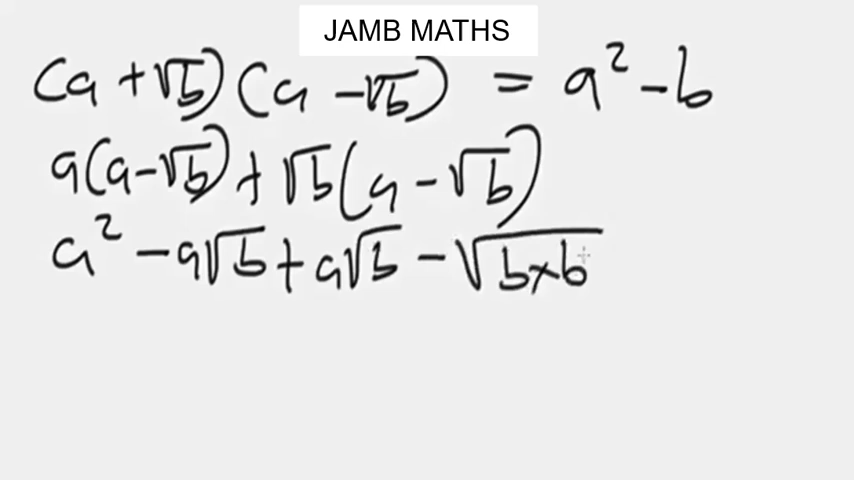 JAMB MATHS
(a + √b) (a - √b) = a² - b
a(a - √b) + √b(a - √b)
a² - a√b + a√b - √(b×b)